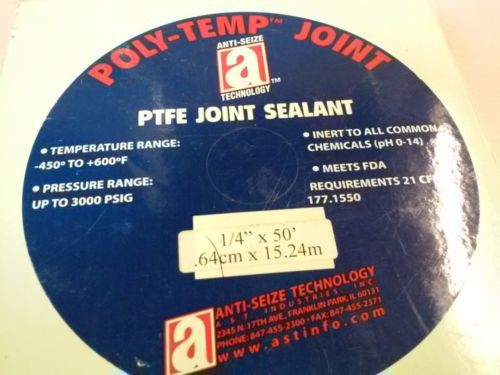 POLY-TEMP™ JOINT
ANTI-SEIZE
a
TECHNOLOGY™
PTFE JOINT SEALANT
• TEMPERATURE RANGE:
-450° TO +600°F
• PRESSURE RANGE:
UP TO 3000 PSIG
• INERT TO ALL COMMON
CHEMICALS (pH 0-14)
• MEETS FDA
REQUIREMENTS 21 CFR
177.1550
1/4" x 50'
.64cm x 15.24m
a
ANTI-SEIZE TECHNOLOGY
A.S.T. INDUSTRIES, INC.
2345 N. 17TH AVE., FRANKLIN PARK, IL 60131
PHONE: 847-455-2300 • FAX: 847-455-2371
www.astinfo.com